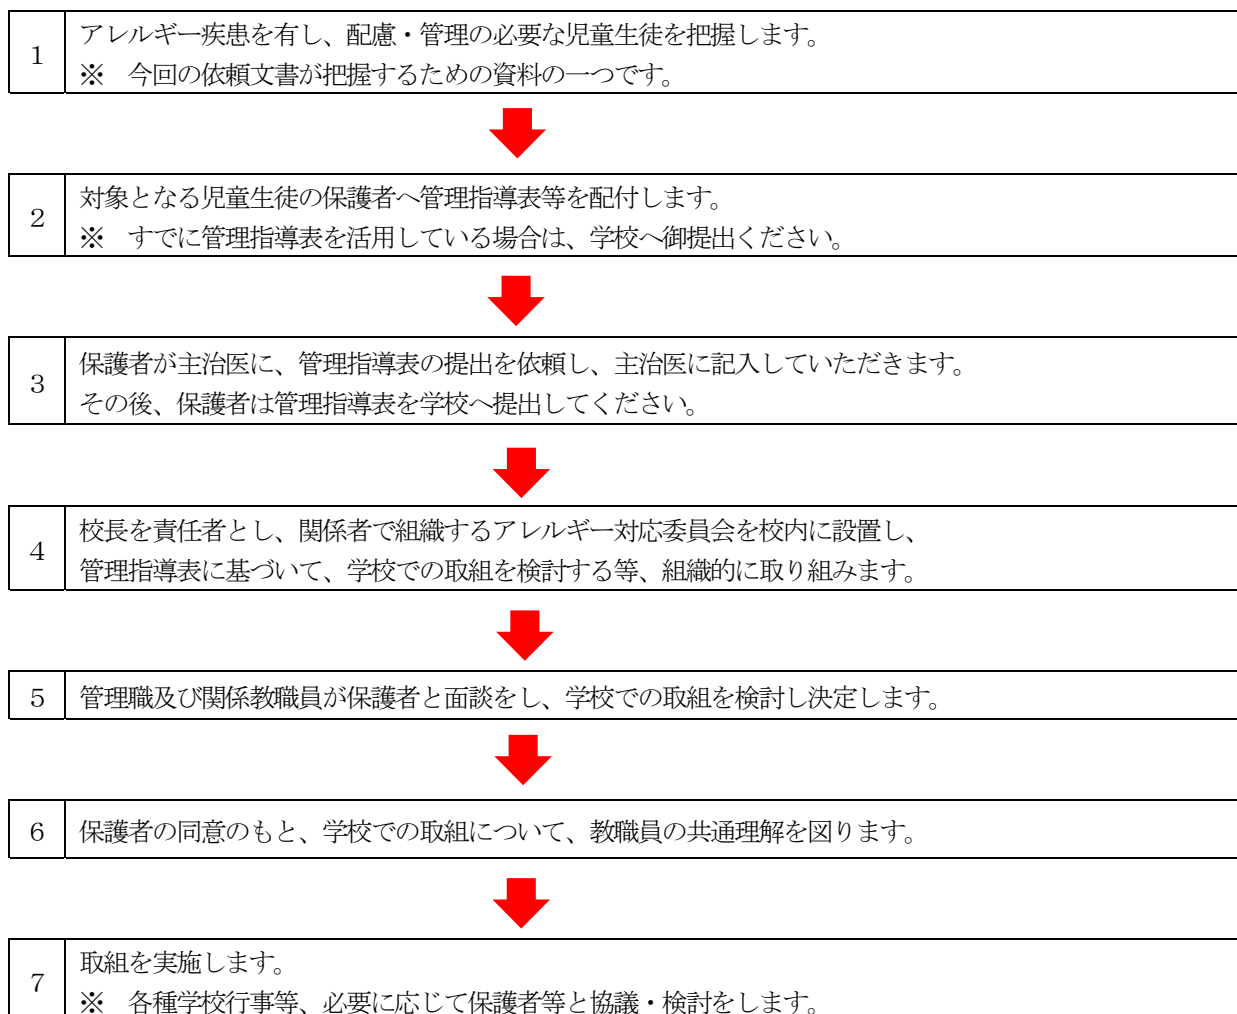 1
アレルギー疾患を有し、配慮・管理の必要な児童生徒を把握します。
※　今回の依頼文書が把握するための資料の一つです。
2
対象となる児童生徒の保護者へ管理指導表等を配付します。
※　すでに管理指導表を活用している場合は、学校へ御提出ください。
3
保護者が主治医に、管理指導表の提出を依頼し、主治医に記入していただきます。
その後、保護者は管理指導表を学校へ提出してください。
4
校長を責任者とし、関係者で組織するアレルギー対応委員会を校内に設置し、
管理指導表に基づいて、学校での取組を検討する等、組織的に取り組みます。
5
管理職及び関係教職員が保護者と面談をし、学校での取組を検討し決定します。
6
保護者の同意のもと、学校での取組について、教職員の共通理解を図ります。
7
取組を実施します。
※　各種学校行事等、必要に応じて保護者等と協議・検討をします。